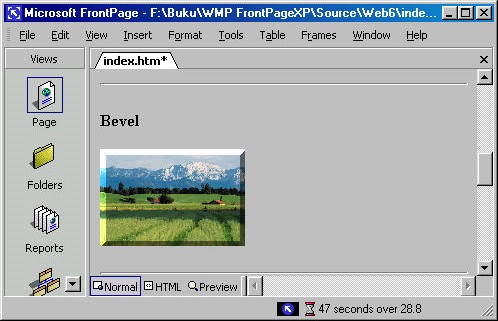 Microsoft FrontPage - F:\Buku\WMP FrontPageXP\Source\Web6\inde...
File Edit View Insert Format Tools Table Frames Window Help
Views
index.htm*
Page
Folders
Reports
Bevel
Normal HTML Preview
47 seconds over 28.8